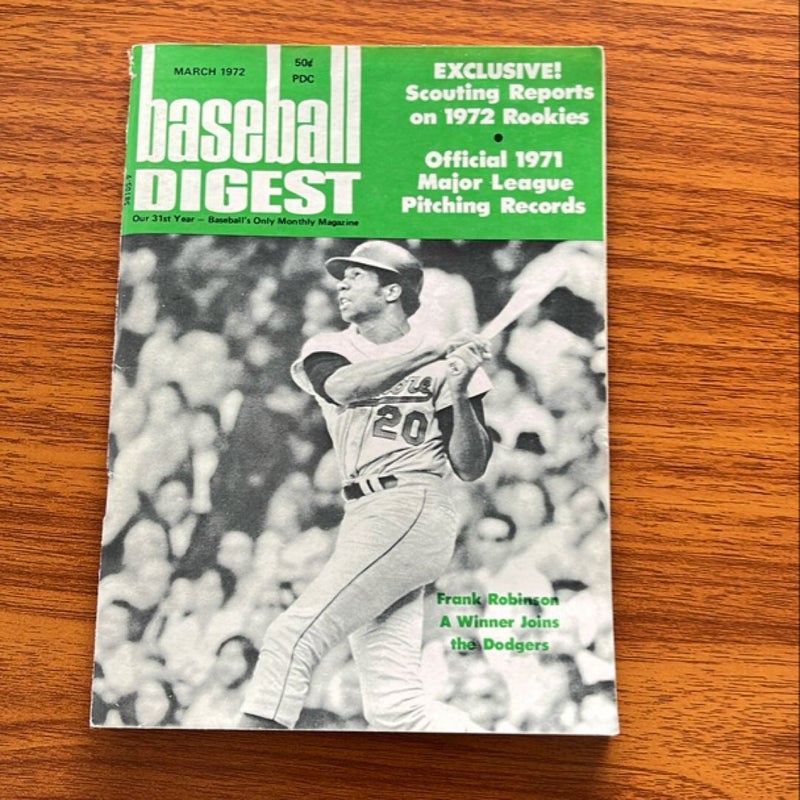 MARCH 1972
50¢
PDC
baseball
DIGEST
Our 31st Year — Baseball's Only Monthly Magazine
EXCLUSIVE!
Scouting Reports
on 1972 Rookies
•
Official 1971
Major League
Pitching Records
20
Frank Robinson
A Winner Joins
the Dodgers